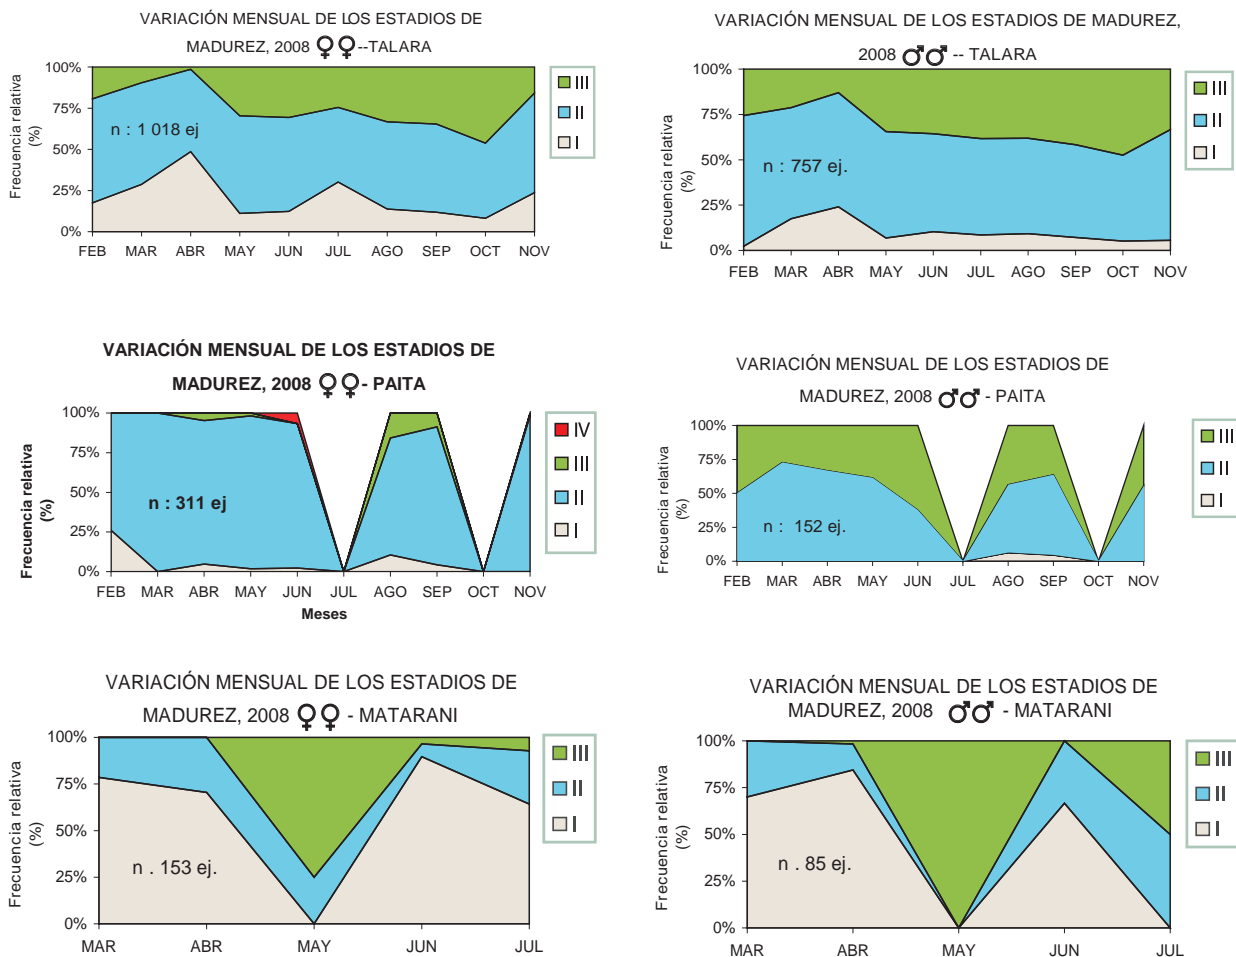 VARIACIÓN MENSUAL DE LOS ESTADIOS DE
MADUREZ, 2008 ♀♀--TALARA
Frecuencia relativa
(%)
100%
75%
50%
25%
0%
n : 1 018 ej
FEB MAR ABR MAY JUN JUL AGO SEP OCT NOV
III
II
I
VARIACIÓN MENSUAL DE LOS ESTADIOS DE MADUREZ,
2008 ♂♂ -- TALARA
Frecuencia relativa
(%)
100%
75%
50%
25%
0%
n : 757 ej.
FEB MAR ABR MAY JUN JUL AGO SEP OCT NOV
III
II
I
VARIACIÓN MENSUAL DE LOS ESTADIOS DE
MADUREZ, 2008 ♀♀- PAITA
Frecuencia relativa
(%)
100%
75%
50%
25%
0%
n : 311 ej
FEB MAR ABR MAY JUN JUL AGO SEP OCT NOV
Meses
IV
III
II
I
VARIACIÓN MENSUAL DE LOS ESTADIOS DE
MADUREZ, 2008 ♂♂ - PAITA
Frecuencia relativa
(%)
100%
75%
50%
25%
0%
n : 152 ej.
FEB MAR ABR MAY JUN JUL AGO SEP OCT NOV
III
II
I
VARIACIÓN MENSUAL DE LOS ESTADIOS DE
MADUREZ, 2008 ♀♀ - MATARANI
Frecuencia relativa
(%)
100%
75%
50%
25%
0%
n . 153 ej.
MAR ABR MAY JUN JUL
III
II
I
VARIACIÓN MENSUAL DE LOS ESTADIOS DE
MADUREZ, 2008 ♂♂ - MATARANI
Frecuencia relativa
(%)
100%
75%
50%
25%
0%
n . 85 ej.
MAR ABR MAY JUN JUL
III
II
I